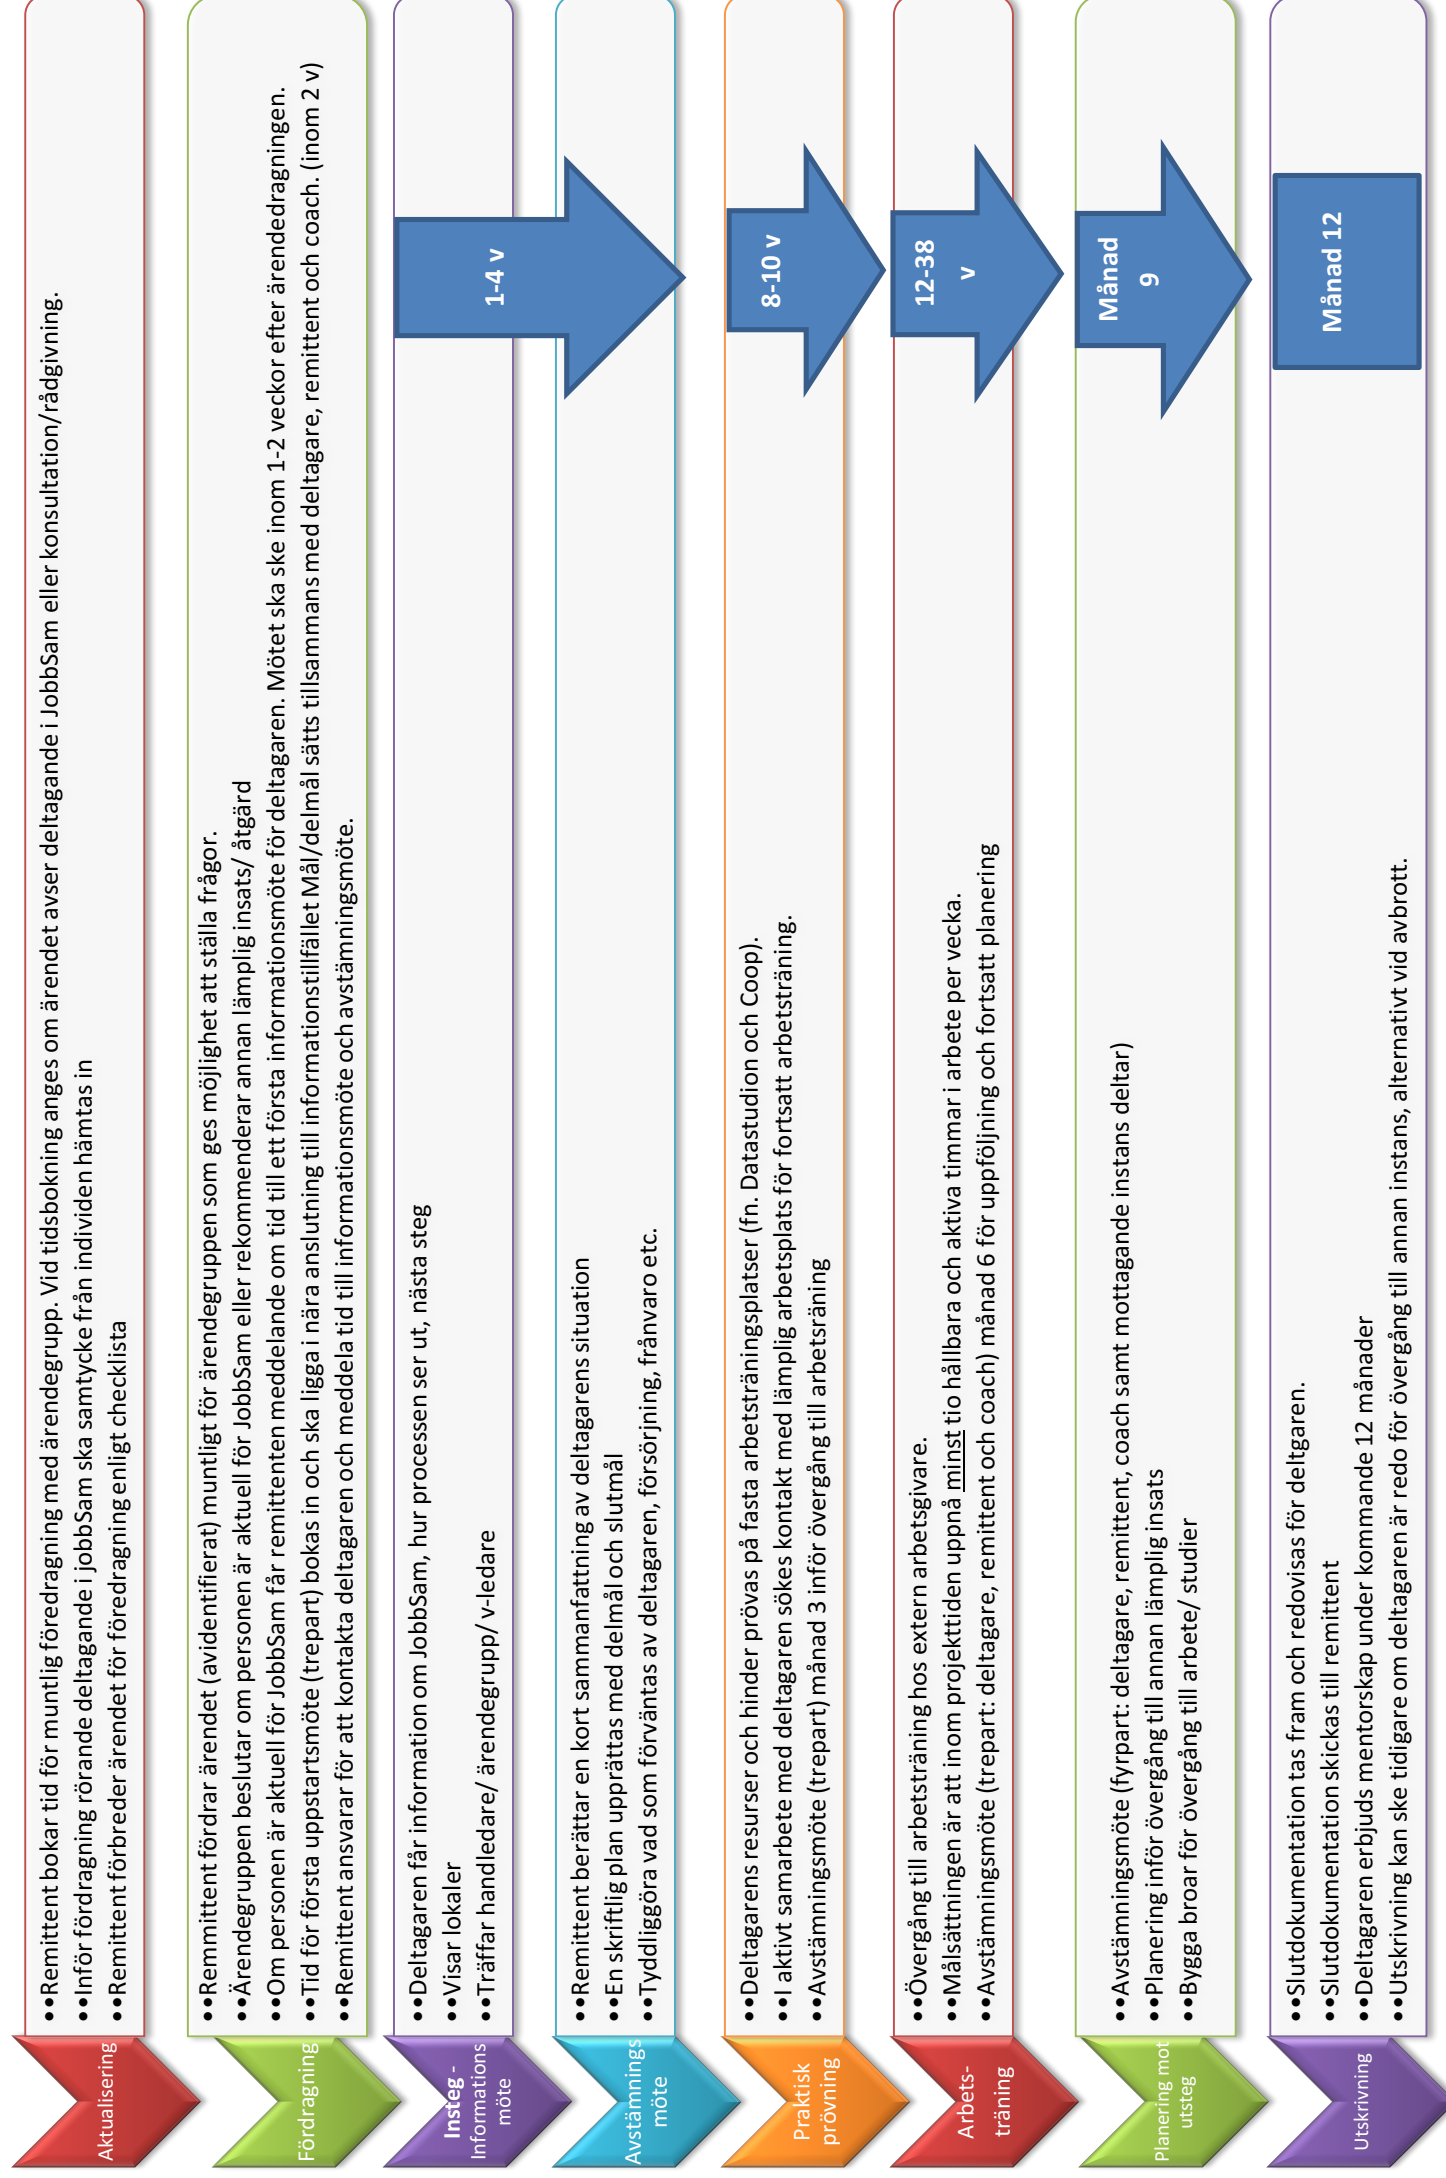 Aktualisering
••Remittent bokar tid för muntlig föredragning med ärendegrupp. Vid tidsbokning anges om ärendet avser deltagande i JobbSam eller konsultation/rådgivning.
••Inför fördragning rörande deltagande i jobbSam ska samtycke från individen hämtas in
••Remittent förbreder ärendet för föredragning enligt checklista
Fördragning
••Remmittent fördrar ärendet (avidentifierat) muntligt för ärendegruppen som ges möjlighet att ställa frågor.
••Ärendegruppen beslutar om personen är aktuell för JobbSam eller rekommenderar annan lämplig insats/ åtgärd
••Om personen är aktuell för JobbSam får remittenten meddelande om tid till ett första informationsmöte för deltagaren. Mötet ska ske inom 1-2 veckor efter ärendedragningen.
••Tid för första uppstartsmöte (trepart) bokas in och ska ligga i nära anslutning till informationstillfället Mål/delmål sätts tillsammans med deltagare, remittent och coach. (inom 2 v)
••Remittent ansvarar för att kontakta deltagaren och meddela tid till informationsmöte och avstämningsmöte.
Insteg -
Informations
möte
••Deltagaren får information om JobbSam, hur processen ser ut, nästa steg
••Visar lokaler
••Träffar handledare/ ärendegrupp/ v-ledare
1-4 v
Avstämnings
möte
••Remittent berättar en kort sammanfattning av deltagarens situation
••En skriftlig plan upprättas med delmål och slutmål
••Tyddliggöra vad som förväntas av deltagaren, försörjning, frånvaro etc.
Praktisk
prövning
••Deltagarens resurser och hinder prövas på fasta arbetsträningsplatser (fn. Datastudion och Coop).
••I aktivt samarbete med deltagaren sökes kontakt med lämplig arbetsplats för fortsatt arbetsträning.
••Avstämningsmöte (trepart) månad 3 inför övergång till arbetsräning
8-10 v
Arbets-
träning
••Övergång till arbetsträning hos extern arbetsgivare.
••Målsättningen är att inom projekttiden uppnå minst tio hållbara och aktiva timmar i arbete per vecka.
••Avstämningsmöte (trepart: deltagare, remittent och coach) månad 6 för uppföljning och fortsatt planering
12-38
v
Planering mot
utsteg
••Avstämningsmöte (fyrpart: deltagare, remittent, coach samt mottagande instans deltar)
••Planering inför övergång till annan lämplig insats
••Bygga broar för övergång till arbete/ studier
Månad
9
Utskrivning
••Slutdokumentation tas fram och redovisas för deltgaren.
••Slutdokumentation skickas till remittent
••Deltagaren erbjuds mentorskap under kommande 12 månader
••Utskrivning kan ske tidigare om deltagaren är redo för övergång till annan instans, alternativt vid avbrott.
Månad 12